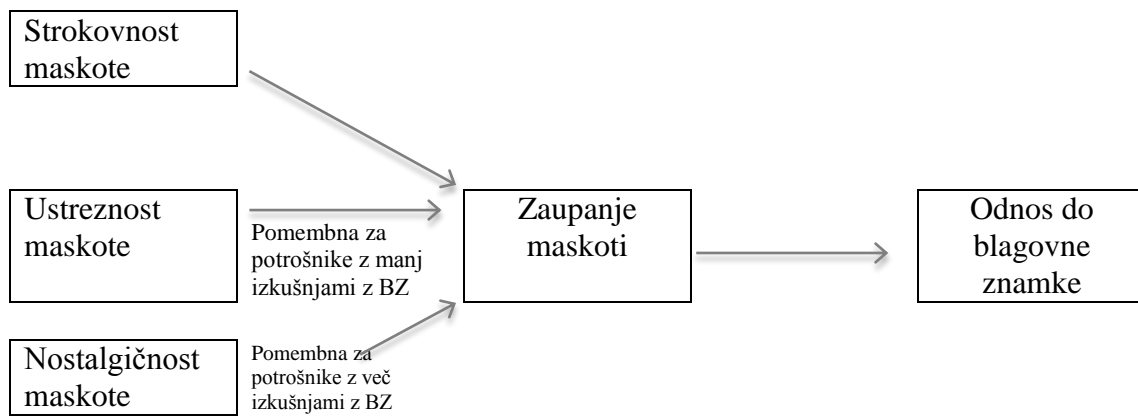 Strokovnost
maskote
Ustreznost
maskote
Pomembna za
potrošnike z manj
izkušnjami z BZ
Zaupanje
maskoti
Odnos do
blagovne
znamke
Nostalgičnost
maskote
Pomembna za
potrošnike z več
izkušnjami z BZ